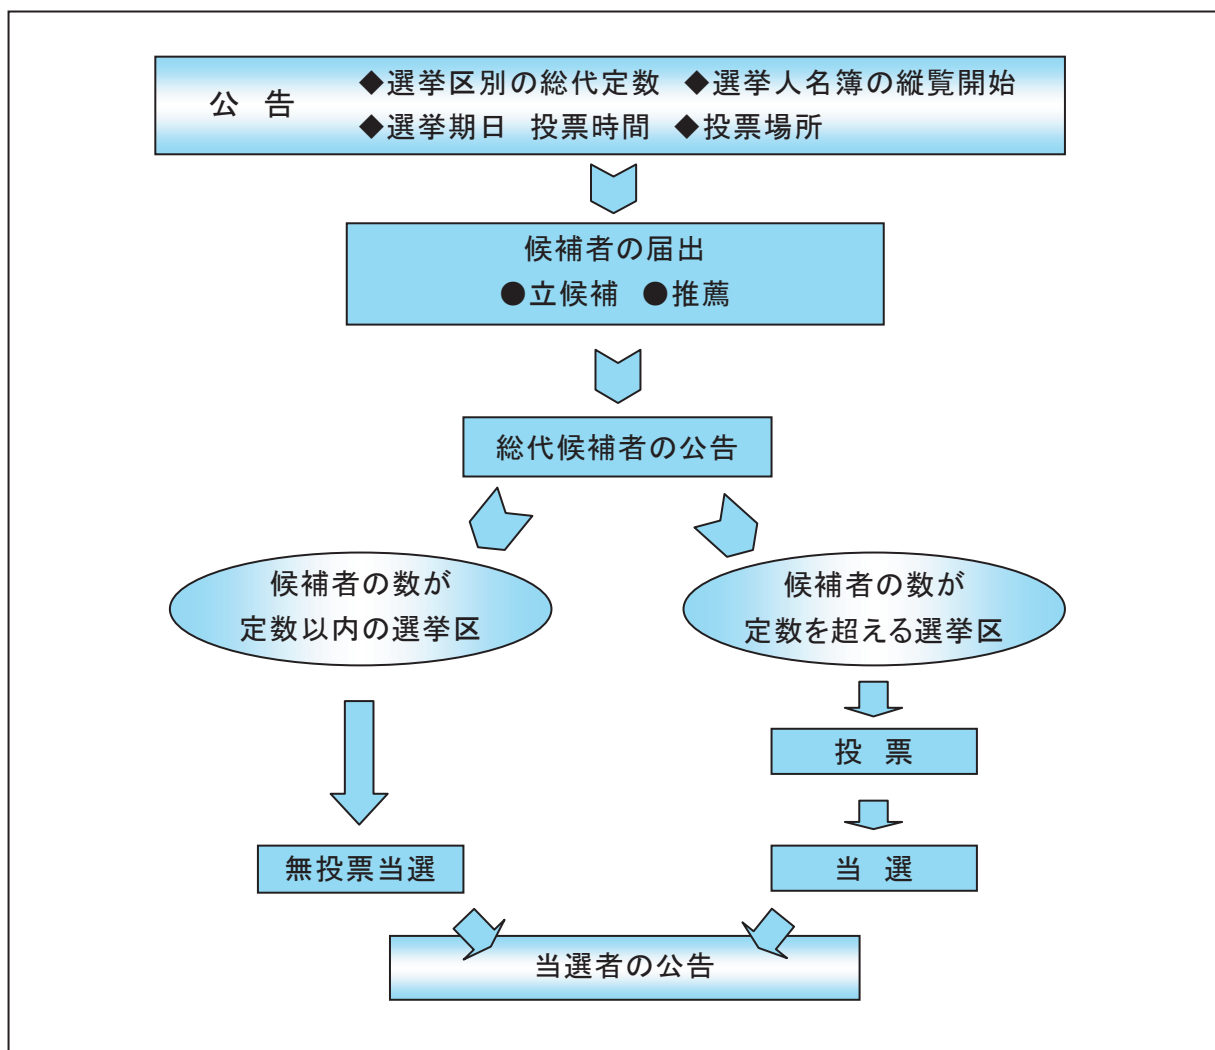 公 告
◆選挙区別の総代定数 ◆選挙人名簿の縦覧開始
◆選挙期日 投票時間 ◆投票場所
候補者の届出
●立候補 ●推薦
総代候補者の公告
候補者の数が
定数以内の選挙区
候補者の数が
定数を超える選挙区
投 票
無投票当選
当 選
当選者の公告